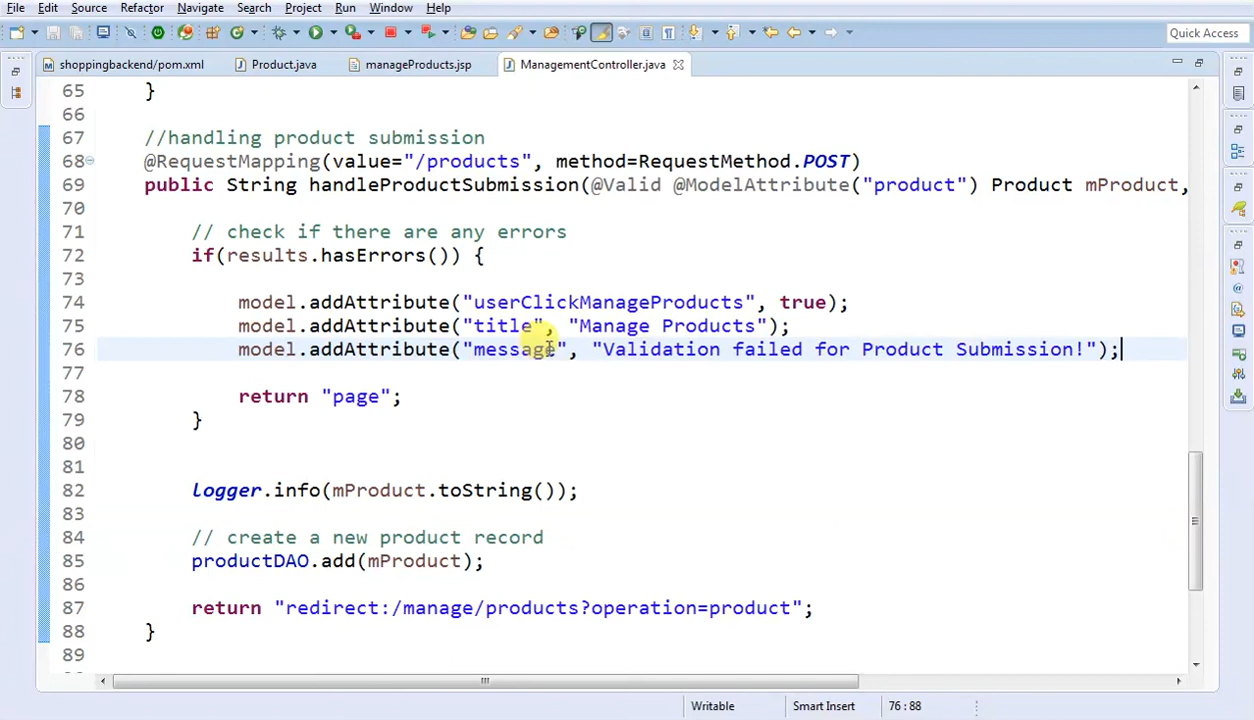 File Edit Source Refactor Navigate Search Project Run Window Help
Quick Access
shoppingbackend/pom.xml Product.java manageProducts.jsp ManagementController.java
65 }
66
67 //handling product submission
68 @RequestMapping(value="/products", method=RequestMethod.POST)
69 public String handleProductSubmission(@Valid @ModelAttribute("product") Product mProduct,
70
71 // check if there are any errors
72 if(results.hasErrors()) {
73
74 model.addAttribute("userClickManageProducts", true);
75 model.addAttribute("title", "Manage Products");
76 model.addAttribute("message", "Validation failed for Product Submission!");
77
78 return "page";
79 }
80
81
82 logger.info(mProduct.toString());
83
84 // create a new product record
85 productDAO.add(mProduct);
86
87 return "redirect:/manage/products?operation=product";
88 }
89
Writable Smart Insert 76 : 88